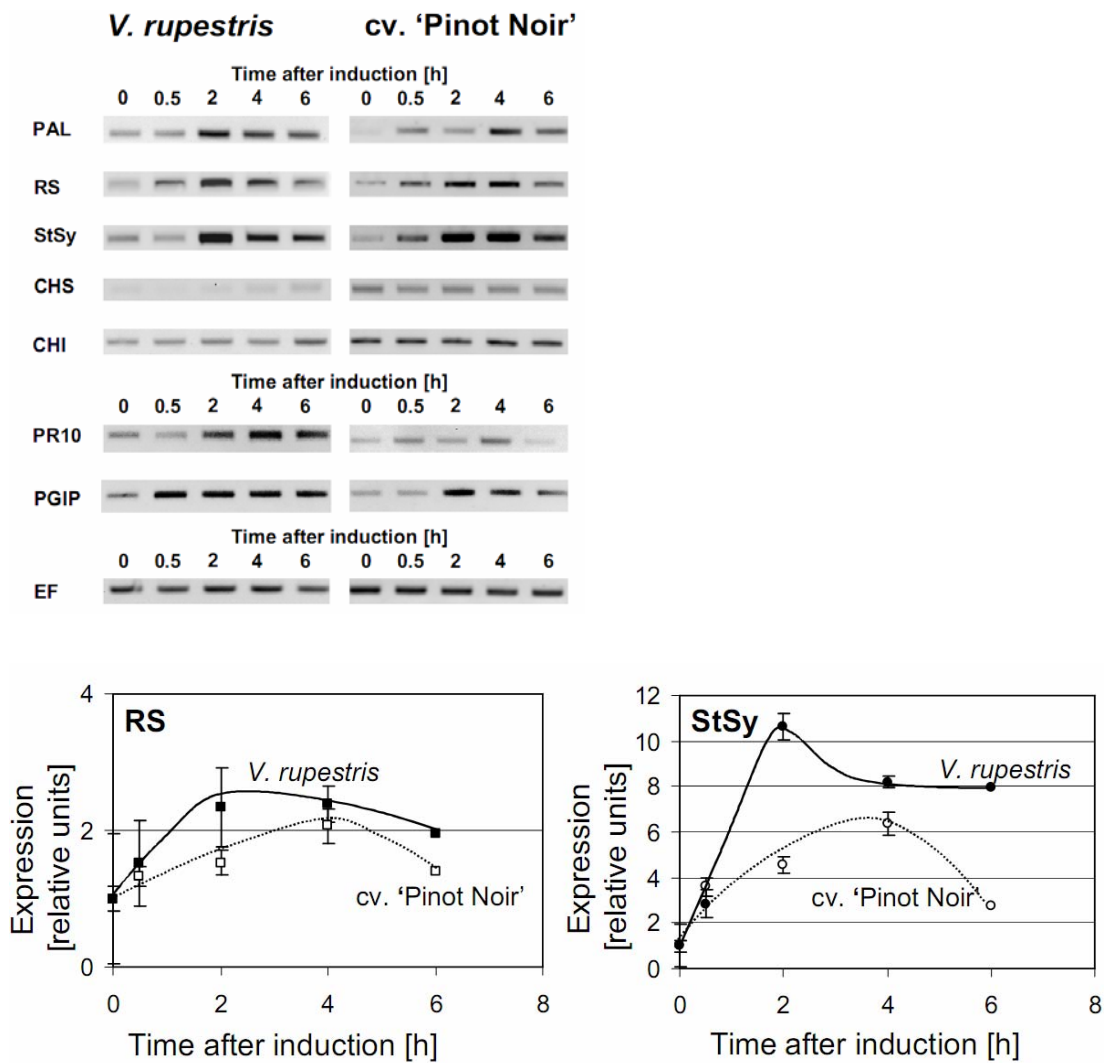 V. rupestris cv. 'Pinot Noir'
Time after induction [h]
0 0.5 2 4 6 0 0.5 2 4 6
PAL
RS
StSy
CHS
CHI
Time after induction [h]
0 0.5 2 4 6 0 0.5 2 4 6
PR10
PGIP
Time after induction [h]
0 0.5 2 4 6 0 0.5 2 4 6
EF
4
RS
V. rupestris
2
cv. 'Pinot Noir'
0
0 2 4 6 8
Expression
[relative units]
Time after induction [h]
12
StSy
10
V. rupestris
8
6
4
cv. 'Pinot Noir'
2
0
0 2 4 6 8
Expression
[relative units]
Time after induction [h]